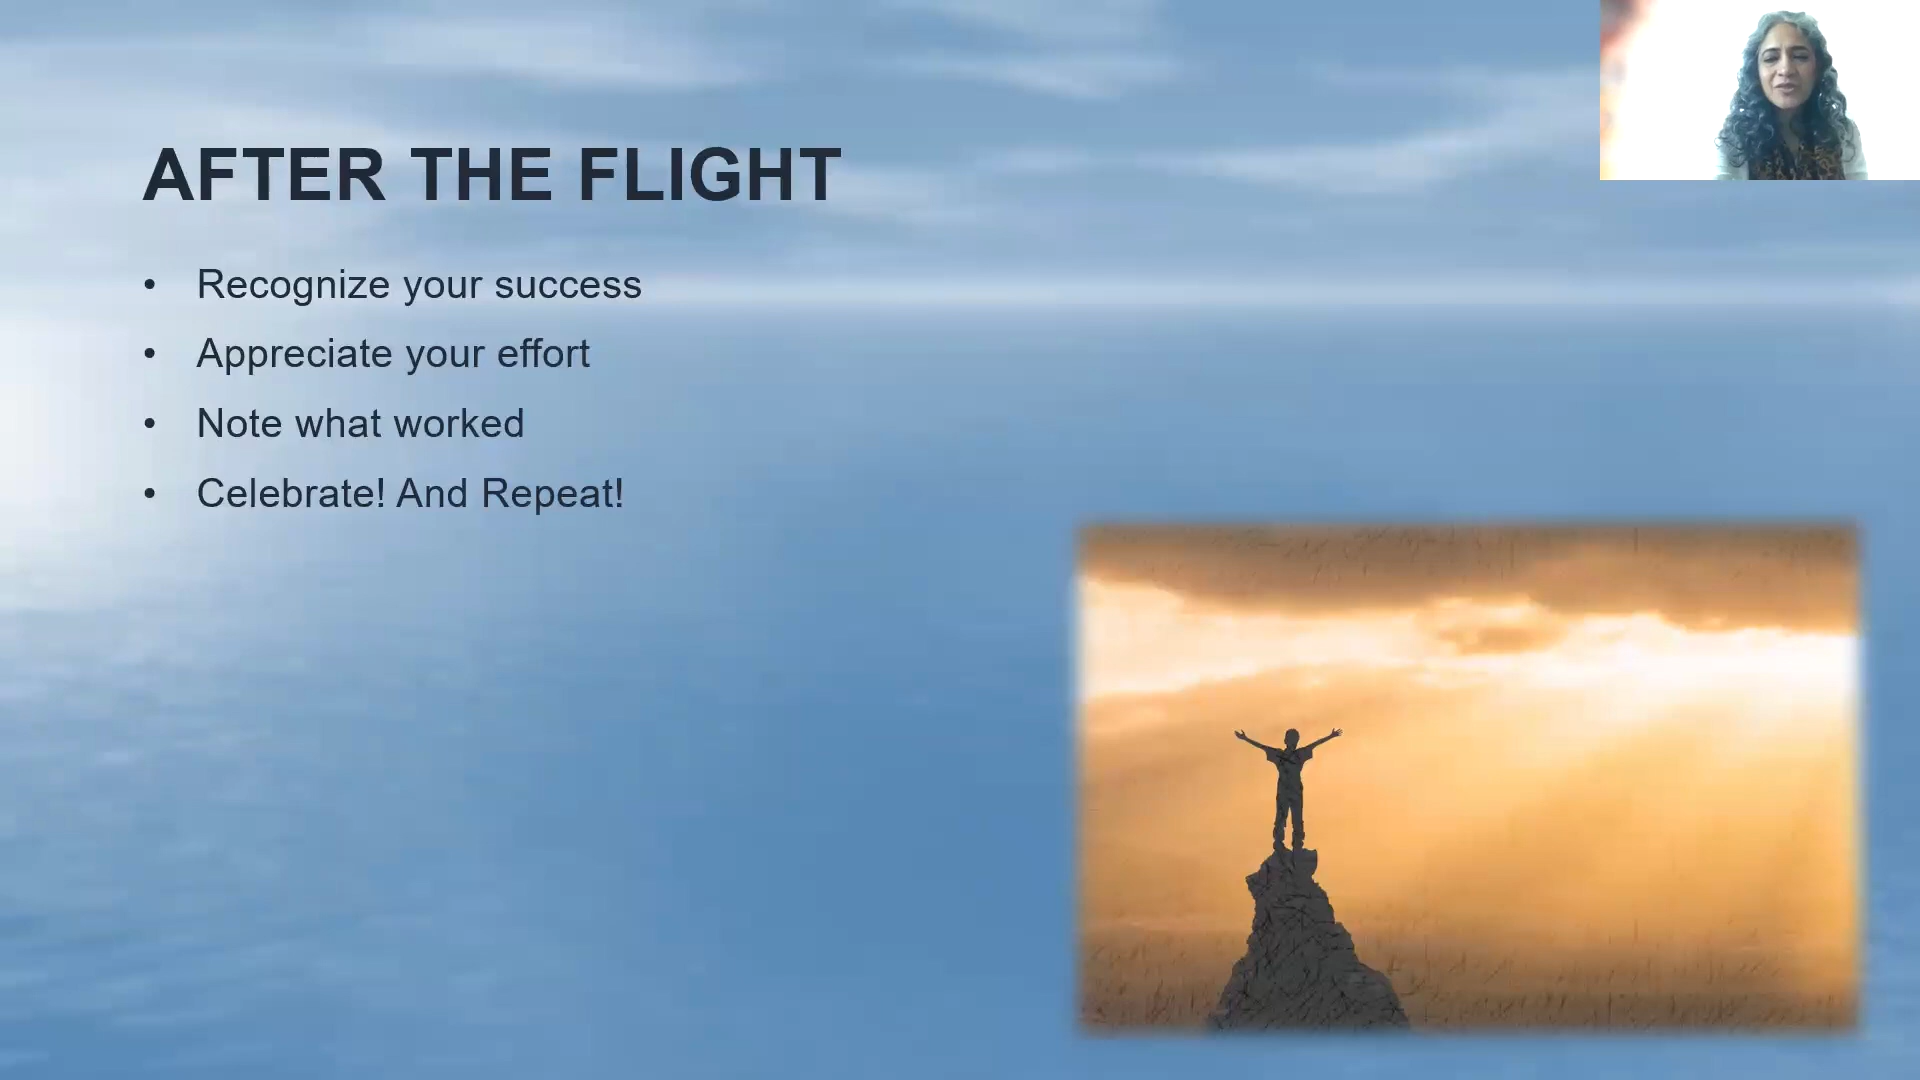 AFTER THE FLIGHT
• Recognize your success
• Appreciate your effort
• Note what worked
• Celebrate! And Repeat!